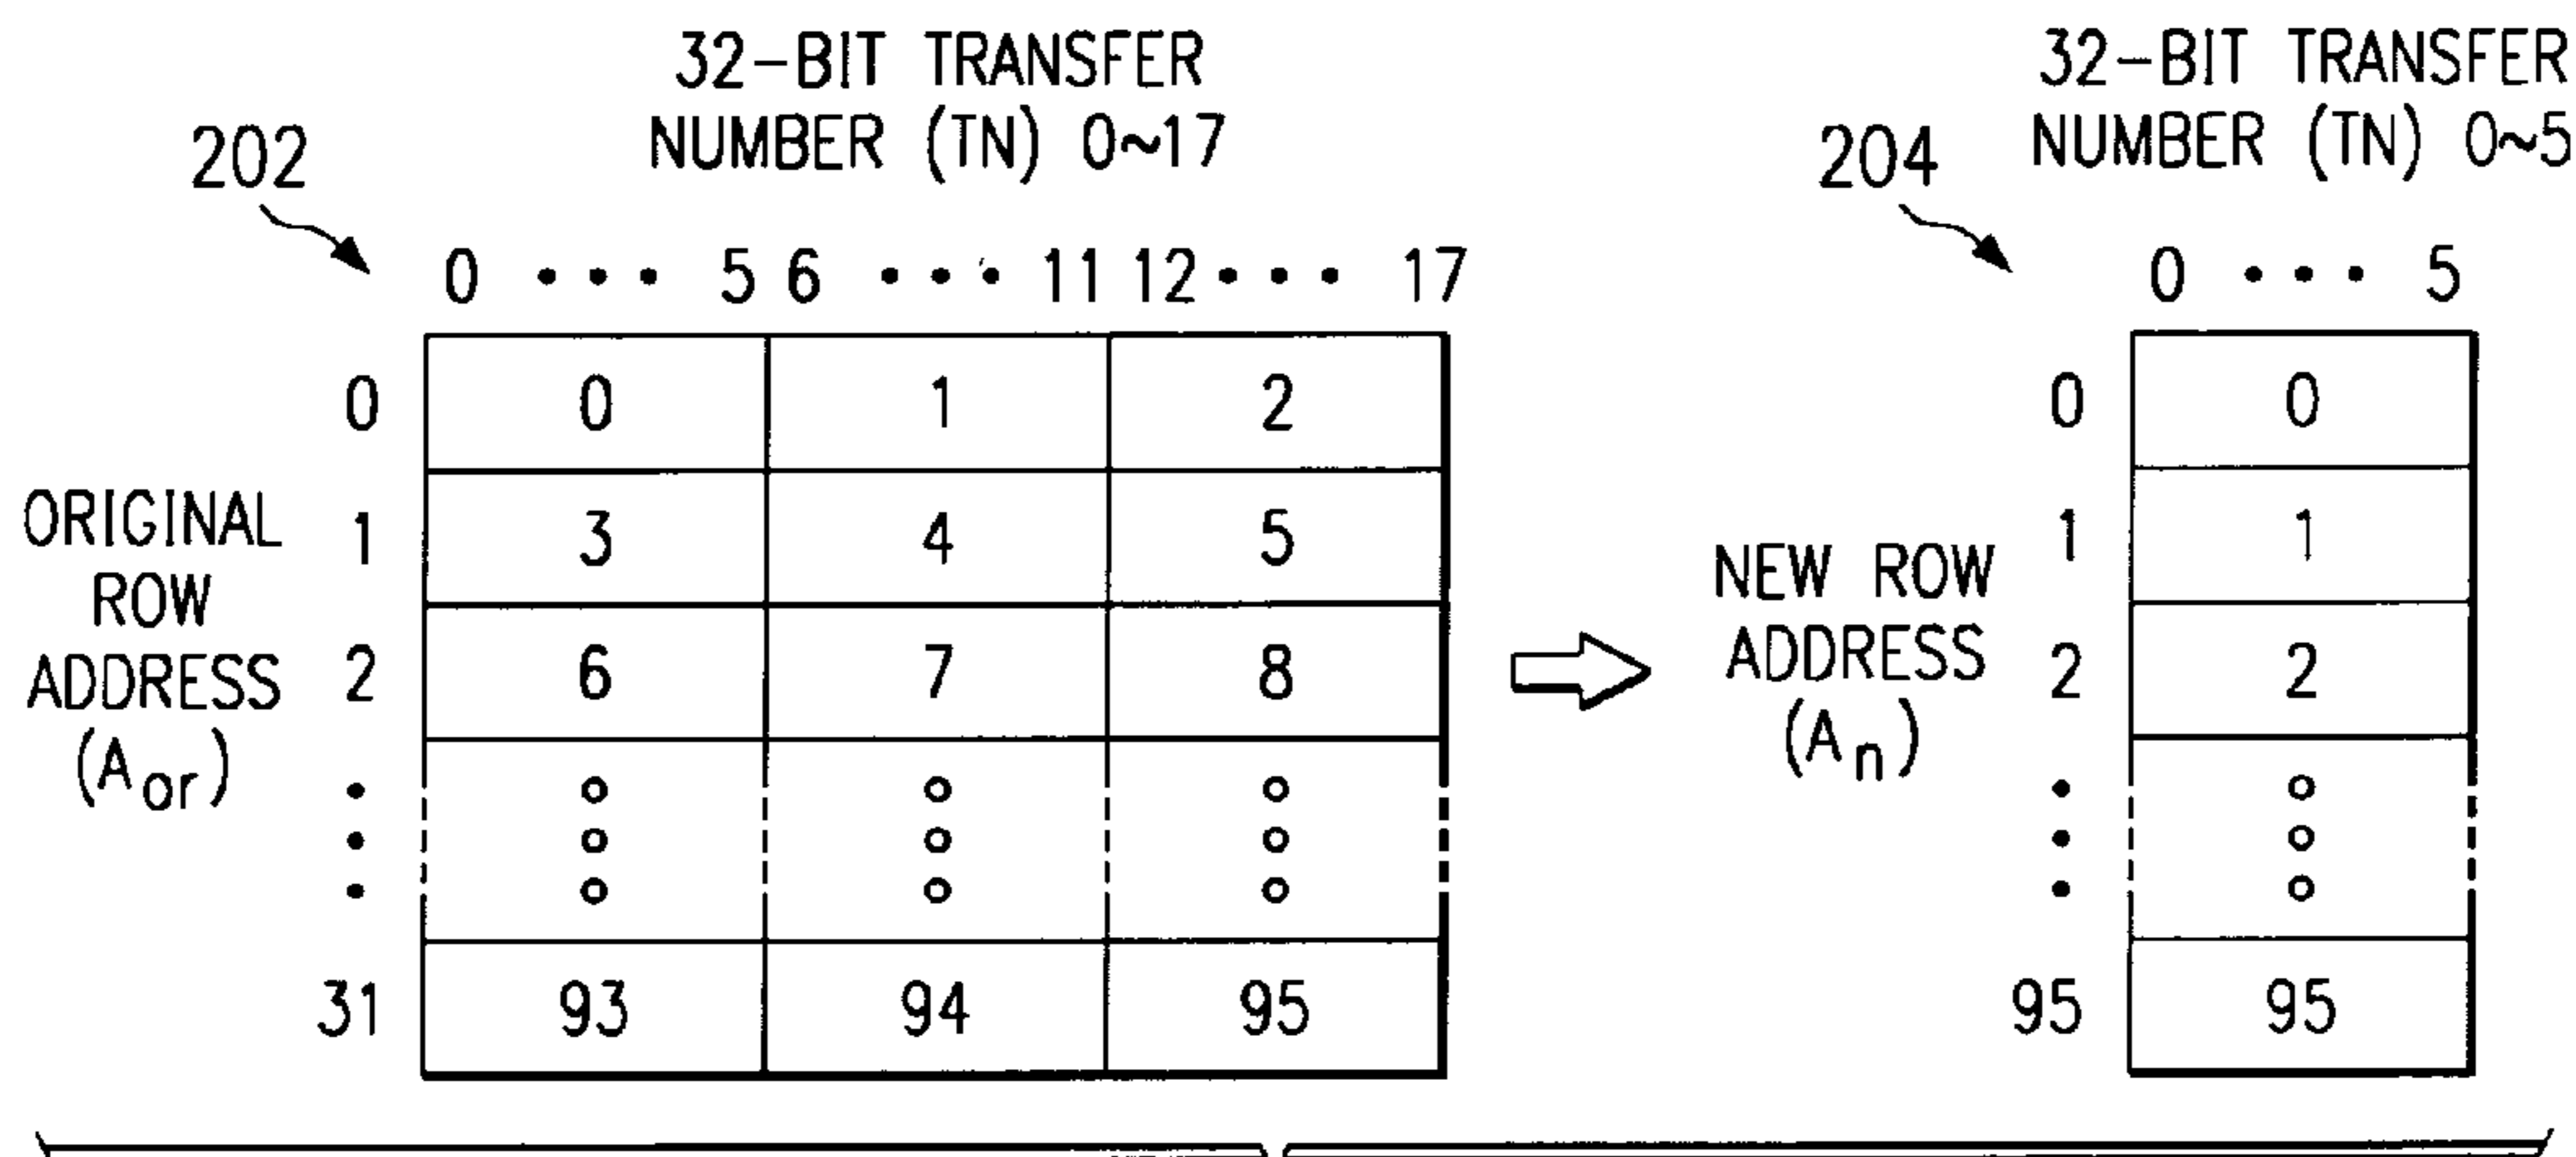 32-BIT TRANSFER
NUMBER (TN) 0~17
202
0 • • • 5 6 • • • 11 12 • • • 17
ORIGINAL
ROW
ADDRESS
(Aor)
0 0 1 2
1 3 4 5
2 6 7 8
31 93 94 95
32-BIT TRANSFER
NUMBER (TN) 0~5
204
0 • • • 5
NEW ROW
ADDRESS
(An)
0 0
1 1
2 2
95 95